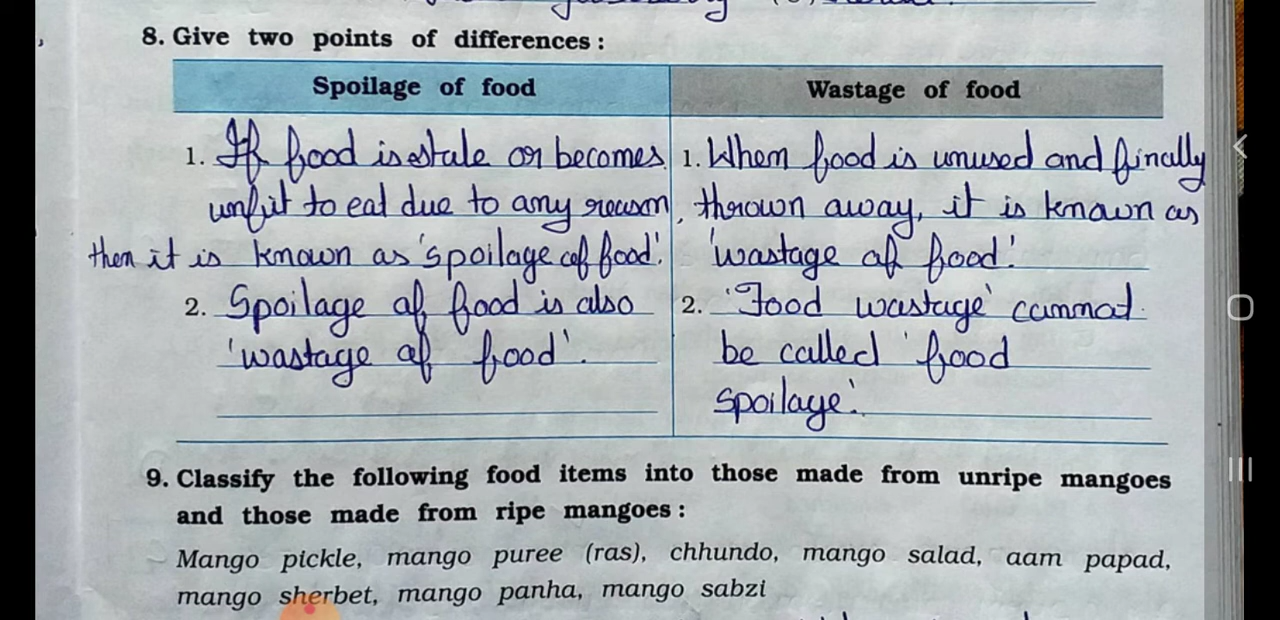 8. Give two points of differences :
Spoilage of food
Wastage of food
1. If food is stale or becomes
unfit to eat due to any reason,
then it is known as 'spoilage of food'.
2. Spoilage of food is also
'wastage of food'.
1. When food is unused and finally
thrown away, it is known as
'wastage of food'.
2. 'Food wastage' cannot
be called 'food
spoilage'.
9. Classify the following food items into those made from unripe mangoes
and those made from ripe mangoes :
Mango pickle, mango puree (ras), chhundo, mango salad, aam papad,
mango sherbet, mango panha, mango sabzi